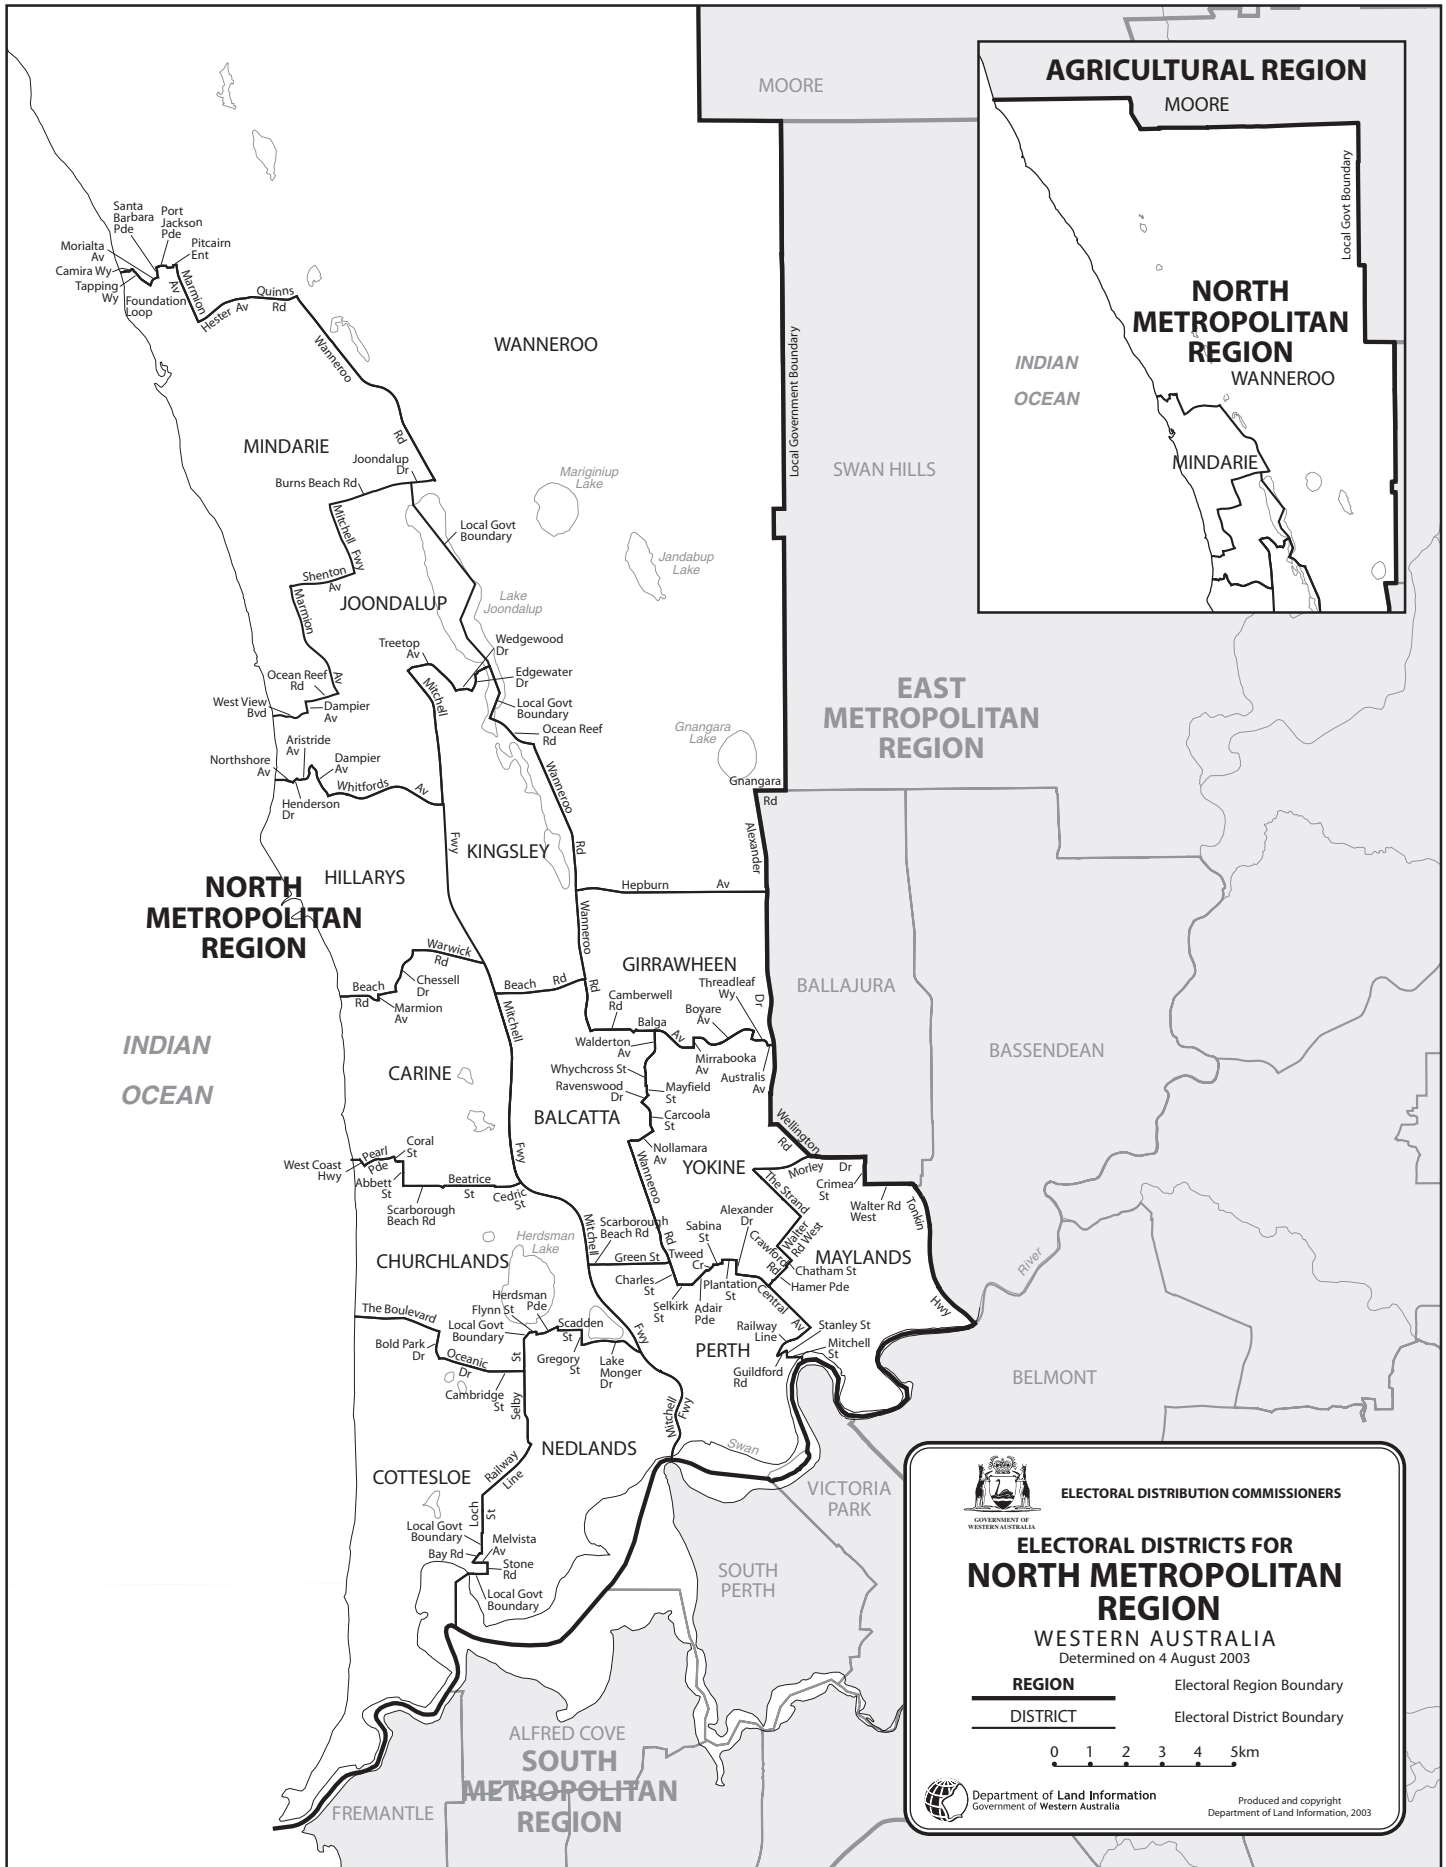 MOORE
AGRICULTURAL REGION
MOORE
Local Govt Boundary
NORTH
METROPOLITAN
REGION
WANNEROO
INDIAN
OCEAN
MINDARIE
Santa
Barbara
Pde
Port
Jackson
Pde
Pitcairn
Ent
Morialta
Av
Camira Wy
Tapping
Wy
Foundation
Loop
Marmion
Av
Hester Av
Quinns
Rd
Wanneroo
Rd
WANNEROO
Local Government Boundary
SWAN HILLS
MINDARIE
Joondalup
Dr
Burns Beach Rd
Mariginiup
Lake
Mitchell
Fwy
Local Govt
Boundary
Jandabup
Lake
Shenton
Av
Marmion
Av
JOONDALUP
Lake
Joondalup
Treetop
Av
Wedgewood
Dr
Edgewater
Dr
Ocean Reef
Rd
West View
Bvd
Dampier
Av
Mitchell
Fwy
Local Govt
Boundary
Ocean Reef
Rd
EAST
METROPOLITAN
REGION
Gnangara
Lake
Aristride
Av
Northshore
Av
Dampier
Av
Henderson
Dr
Whitfords Av
Wanneroo
Rd
Gnangara
Rd
Alexander
Dr
KINGSLEY
HILLARYS
Hepburn Av
NORTH
METROPOLITAN
REGION
Wanneroo
Rd
Warwick
Rd
GIRRAWHEEN
Beach
Rd
Chessell
Dr
Marmion
Av
Beach Rd
Mitchell
Fwy
Camberwell
Rd
Threadleaf
Wy
Boyare
Av
BALLAJURA
Balga
Av
INDIAN
OCEAN
Walderton
Av
Mirrabooka
Av
BASSENDEAN
CARINE
Whychcross St
Ravenswood
Dr
Mayfield
St
Australis
Av
BALCATTA
Carcoola
St
Wellington
Rd
Nollamara
Av
Coral
St
Pearl
Pde
West Coast
Hwy
Abbett
St
Beatrice
St
Cedric
St
Scarborough
Beach Rd
Wanneroo
Rd
YOKINE
Morley Dr
The Strand
Crimea
St
Walter Rd
West
Tonkin
Hwy
Alexander
Dr
Herdsman
Lake
Mitchell
Fwy
Scarborough
Beach Rd
Sabina
St
Walter
Rd West
Crawford
Rd
MAYLANDS
CHURCHLANDS
Green St
Tweed
Cr
Chatham St
Hamer Pde
River
Charles
St
Selkirk
St
Adair
Pde
Plantation
St
Central
Av
The Boulevard
Herdsman
Pde
Flynn St
Local Govt
Boundary
Scadden
St
Bold Park
Dr
Oceanic
Dr
Gregory
St
Lake
Monger
Dr
PERTH
Railway
Line
Stanley St
Mitchell
St
Guildford
Rd
Cambridge
St
Selby
St
BELMONT
Mitchell
Fwy
NEDLANDS
Swan
COTTESLOE
Railway
Line
VICTORIA
PARK
Loch
St
Local Govt
Boundary
Melvista
Av
Bay Rd
Stone
Rd
Local Govt
Boundary
SOUTH
PERTH
ALFRED COVE
SOUTH
METROPOLITAN
REGION
FREMANTLE
GOVERNMENT OF
WESTERN AUSTRALIA
ELECTORAL DISTRIBUTION COMMISSIONERS
ELECTORAL DISTRICTS FOR
NORTH METROPOLITAN
REGION
WESTERN AUSTRALIA
Determined on 4 August 2003
REGION Electoral Region Boundary
DISTRICT Electoral District Boundary
0 1 2 3 4 5km
Department of Land Information
Government of Western Australia
Produced and copyright
Department of Land Information, 2003